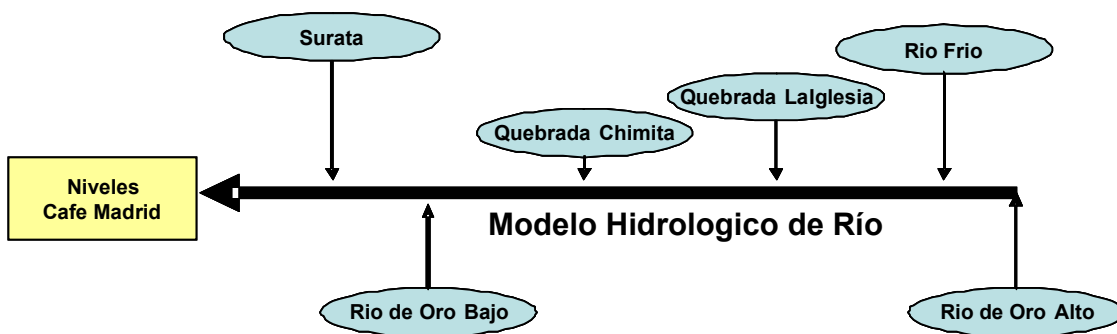 Surata
Rio Frio
Quebrada LaIglesia
Quebrada Chimita
Niveles
Cafe Madrid
Modelo Hidrologico de Río
Rio de Oro Bajo
Rio de Oro Alto